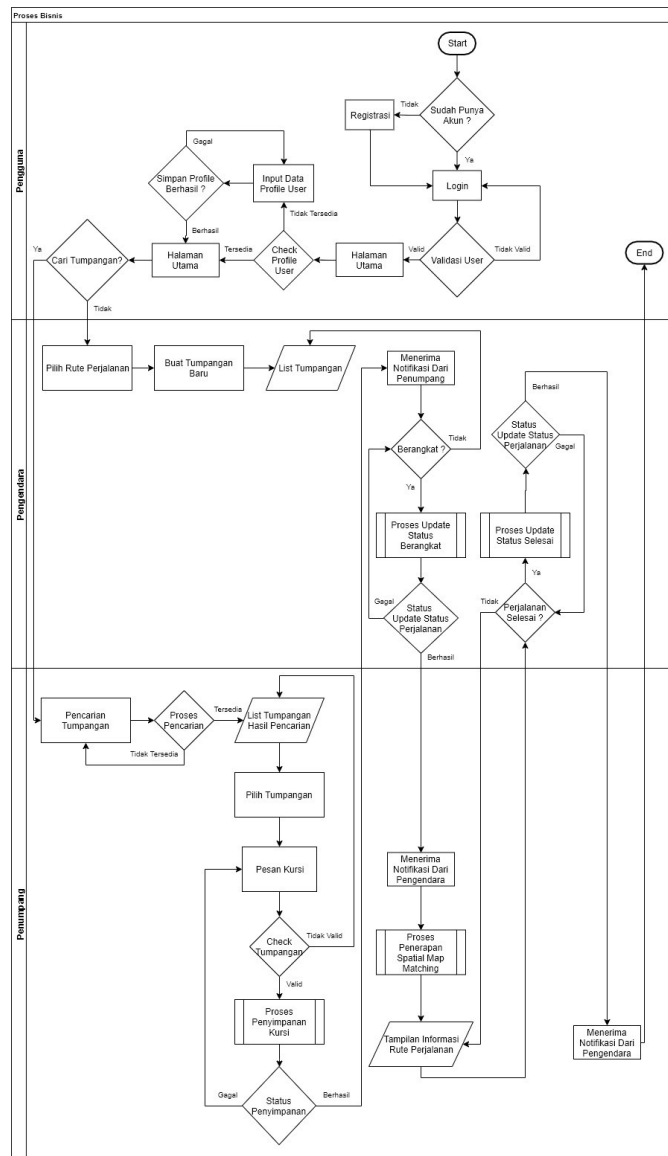 Proses Bisnis
Pengguna
Start
Sudah Punya
Akun ?
Tidak
Ya
Registrasi
Login
Validasi User
Valid
Tidak Valid
Halaman
Utama
Check
Profile
User
Tidak Tersedia
Tersedia
Input Data
Profile User
Simpan Profile
Berhasil ?
Gagal
Berhasil
Halaman
Utama
Cari Tumpangan?
Ya
Tidak
End
Pengendara
Pilih Rute Perjalanan
Buat Tumpangan
Baru
List Tumpangan
Menerima
Notifikasi Dari
Penumpang
Berangkat ?
Tidak
Ya
Proses Update
Status
Berangkat
Status
Update Status
Perjalanan
Gagal
Berhasil
Berhasil
Status
Update Status
Perjalanan
Gagal
Proses Update
Status Selesai
Ya
Tidak
Perjalanan
Selesai ?
Penumpang
Pencarian
Tumpangan
Proses
Pencarian
Tersedia
Tidak Tersedia
List Tumpangan
Hasil Pencarian
Pilih Tumpangan
Pesan Kursi
Check
Tumpangan
Tidak Valid
Valid
Proses
Penyimpanan
Kursi
Status
Penyimpanan
Gagal
Berhasil
Menerima
Notifikasi Dari
Pengendara
Proses
Penerapan
Spatial Map
Matching
Tampilan Informasi
Rute Perjalanan
Menerima
Notifikasi Dari
Pengendara